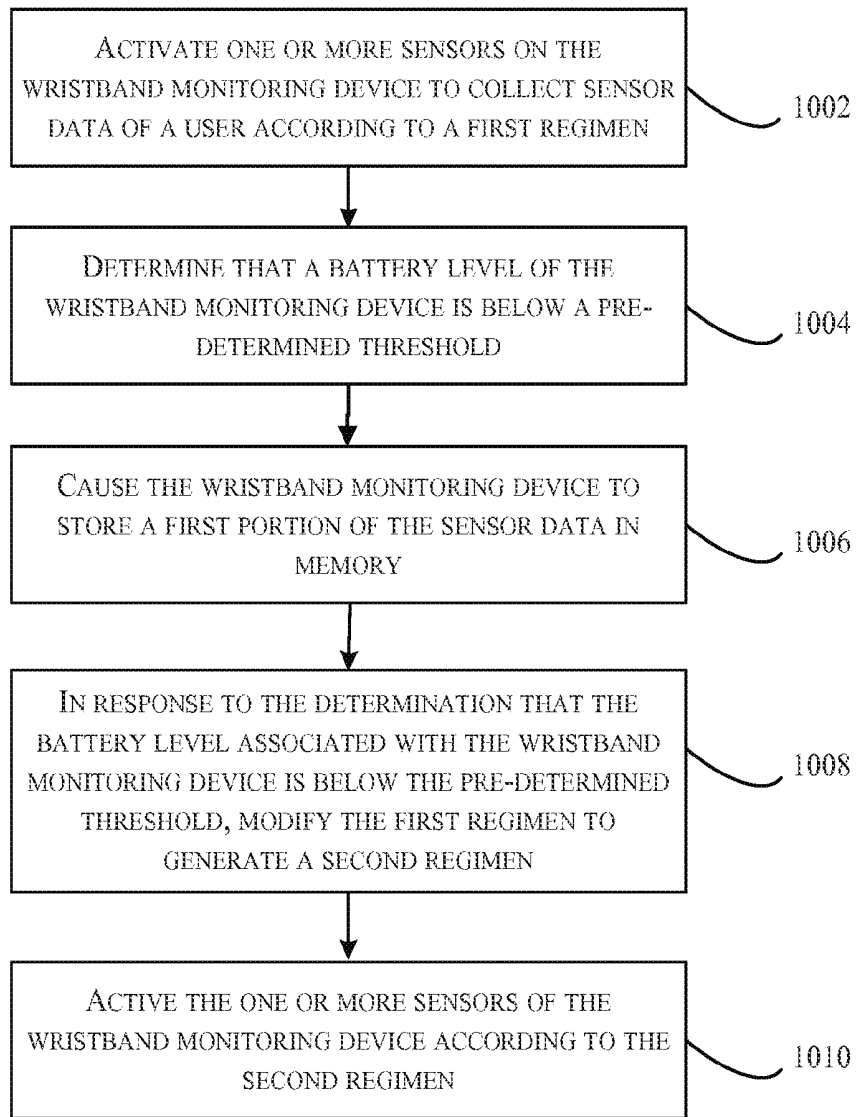 ACTIVATE ONE OR MORE SENSORS ON THE
WRISTBAND MONITORING DEVICE TO COLLECT SENSOR
DATA OF A USER ACCORDING TO A FIRST REGIMEN
1002
DETERMINE THAT A BATTERY LEVEL OF THE
WRISTBAND MONITORING DEVICE IS BELOW A PRE-
DETERMINED THRESHOLD
1004
CAUSE THE WRISTBAND MONITORING DEVICE TO
STORE A FIRST PORTION OF THE SENSOR DATA IN
MEMORY
1006
IN RESPONSE TO THE DETERMINATION THAT THE
BATTERY LEVEL ASSOCIATED WITH THE WRISTBAND
MONITORING DEVICE IS BELOW THE PRE-DETERMINED
THRESHOLD, MODIFY THE FIRST REGIMEN TO
GENERATE A SECOND REGIMEN
1008
ACTIVE THE ONE OR MORE SENSORS OF THE
WRISTBAND MONITORING DEVICE ACCORDING TO THE
SECOND REGIMEN
1010